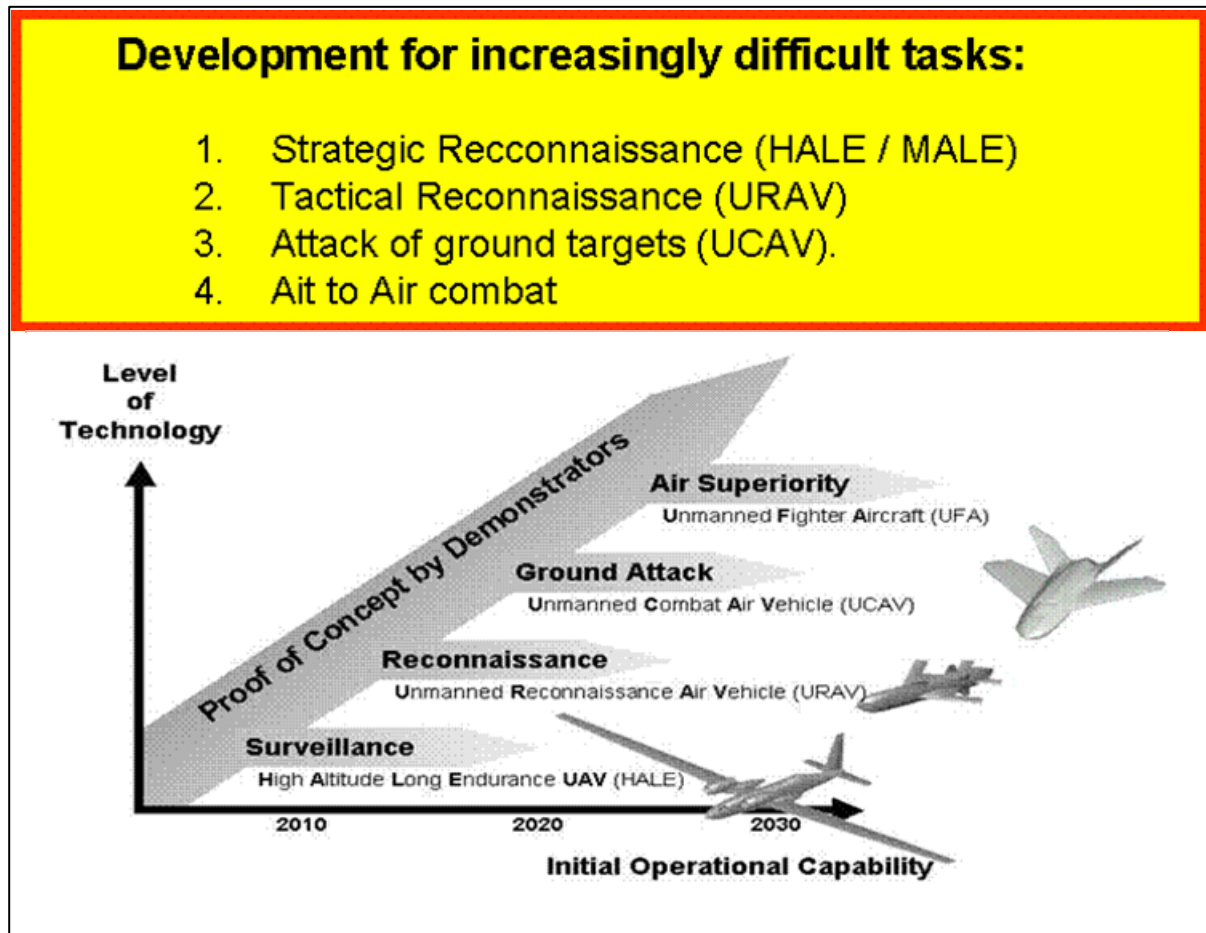 Development for increasingly difficult tasks:
1. Strategic Recconnaissance (HALE / MALE)
2. Tactical Reconnaissance (URAV)
3. Attack of ground targets (UCAV).
4. Ait to Air combat
Level
of
Technology
Proof of Concept by Demonstrators
Air Superiority
Unmanned Fighter Aircraft (UFA)
Ground Attack
Unmanned Combat Air Vehicle (UCAV)
Reconnaissance
Unmanned Reconnaissance Air Vehicle (URAV)
Surveillance
High Altitude Long Endurance UAV (HALE)
2010 2020 2030
Initial Operational Capability